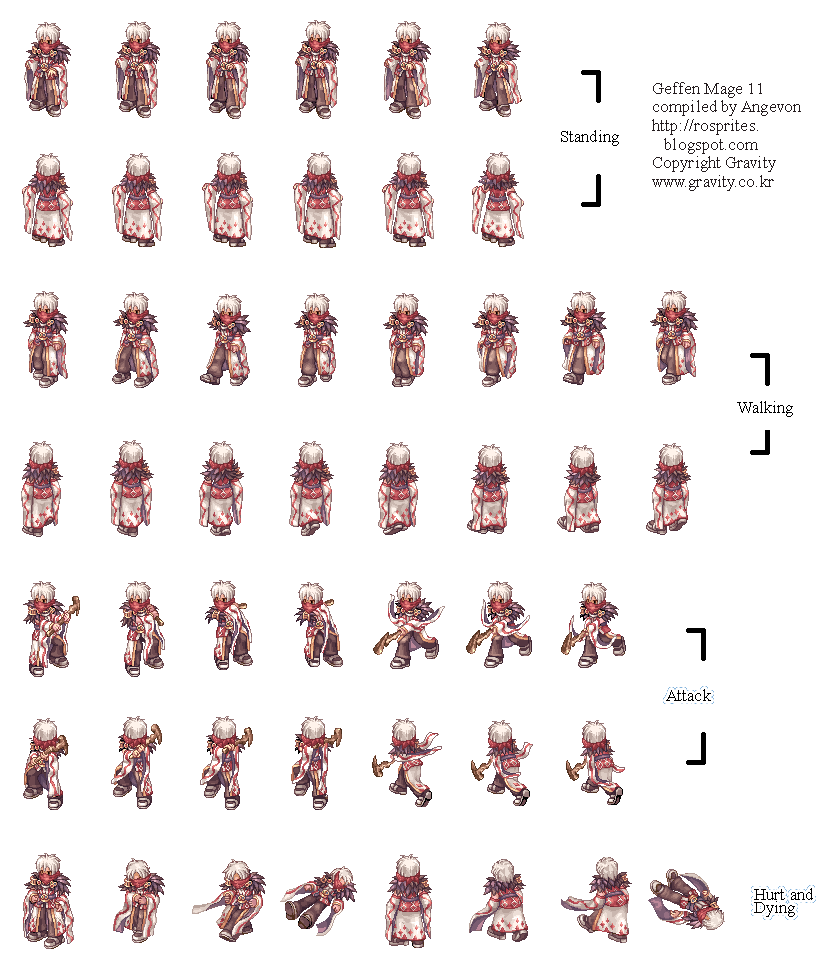 Geffen Mage 11
compiled by Angevon
http://rosprites.
blogspot.com
Copyright Gravity
www.gravity.co.kr
Standing
Walking
Attack
Hurt and
Dying